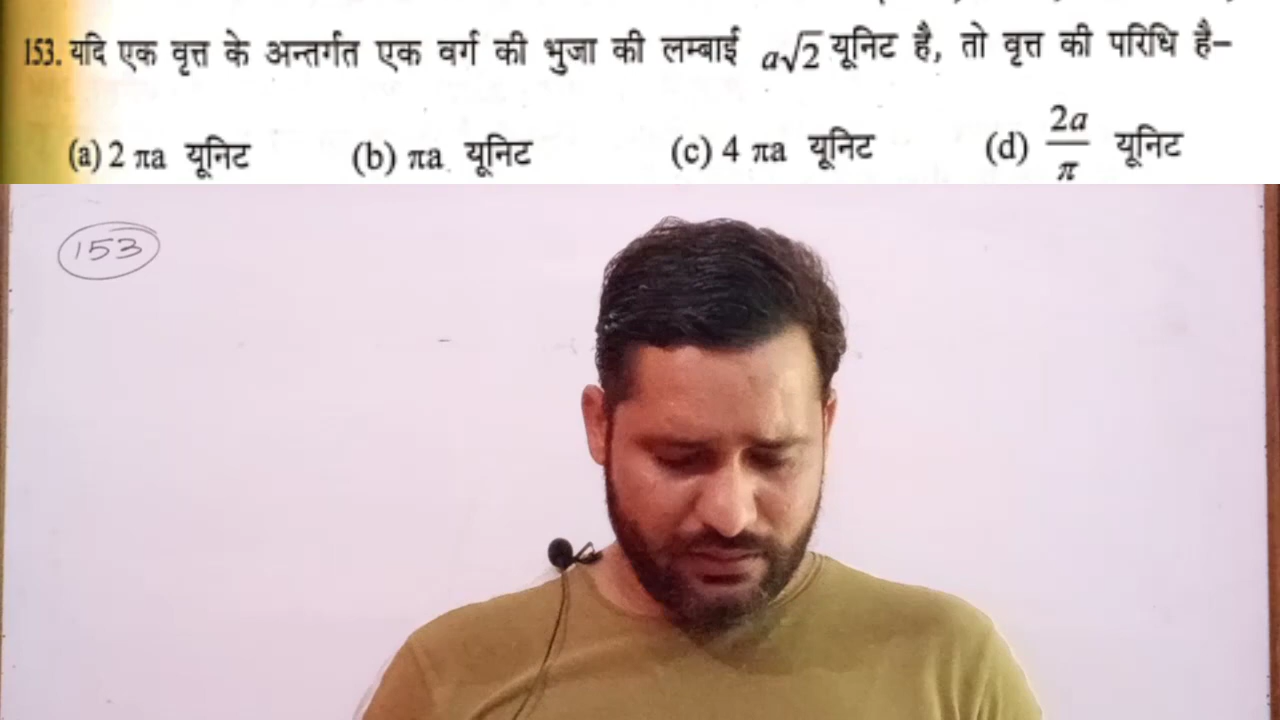 153. यदि एक वृत्त के अन्तर्गत एक वर्ग की भुजा की लम्बाई a√2 यूनिट है, तो वृत्त की परिधि है–
(a) 2 πa यूनिट (b) πa यूनिट (c) 4 πa यूनिट (d) 2a/π यूनिट
153